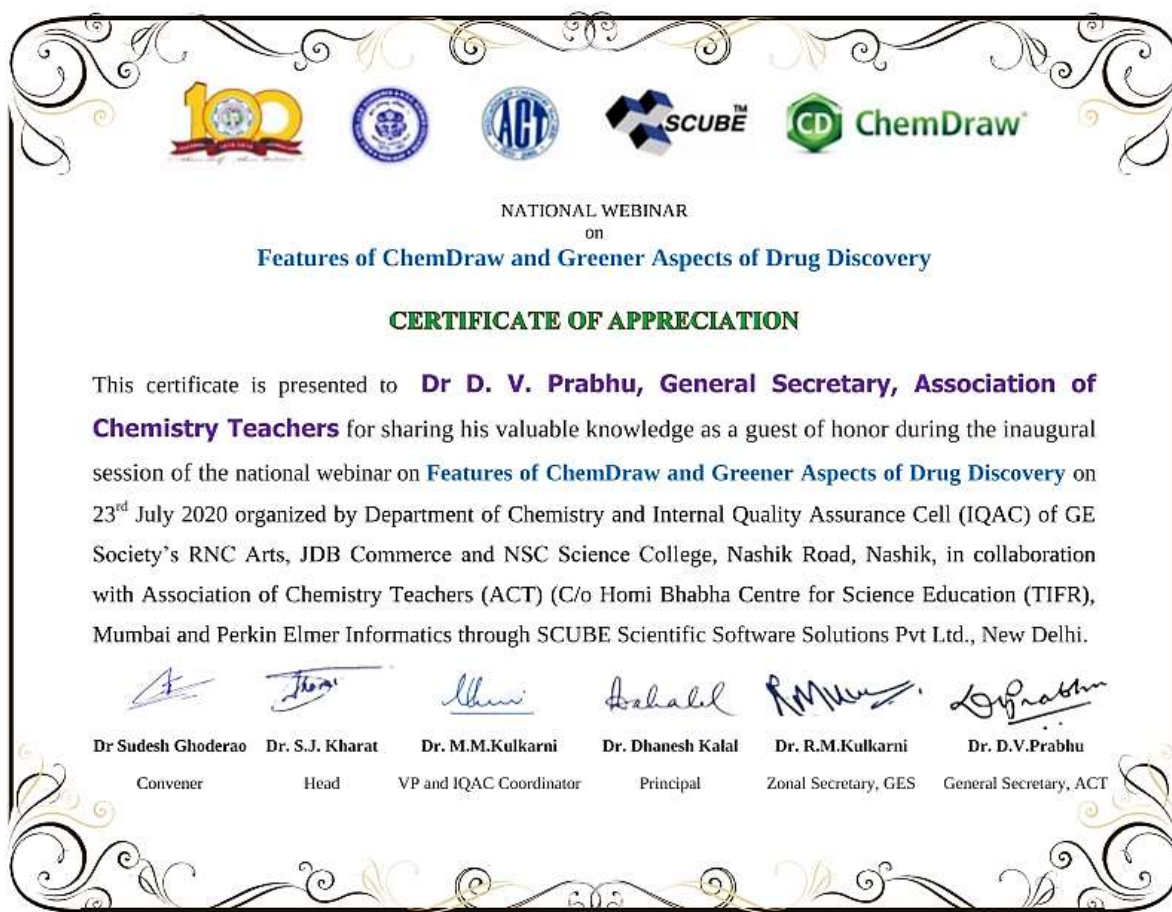 100
ACT
SCUBE™
CD ChemDraw®
NATIONAL WEBINAR
on
Features of ChemDraw and Greener Aspects of Drug Discovery
CERTIFICATE OF APPRECIATION
This certificate is presented to Dr D. V. Prabhu, General Secretary, Association of
Chemistry Teachers for sharing his valuable knowledge as a guest of honor during the inaugural
session of the national webinar on Features of ChemDraw and Greener Aspects of Drug Discovery on
23rd July 2020 organized by Department of Chemistry and Internal Quality Assurance Cell (IQAC) of GE
Society's RNC Arts, JDB Commerce and NSC Science College, Nashik Road, Nashik, in collaboration
with Association of Chemistry Teachers (ACT) (C/o Homi Bhabha Centre for Science Education (TIFR),
Mumbai and Perkin Elmer Informatics through SCUBE Scientific Software Solutions Pvt Ltd., New Delhi.
Dr Sudesh Ghoderao Dr. S.J. Kharat Dr. M.M.Kulkarni Dr. Dhanesh Kalal Dr. R.M.Kulkarni Dr. D.V.Prabhu
Convener Head VP and IQAC Coordinator Principal Zonal Secretary, GES General Secretary, ACT